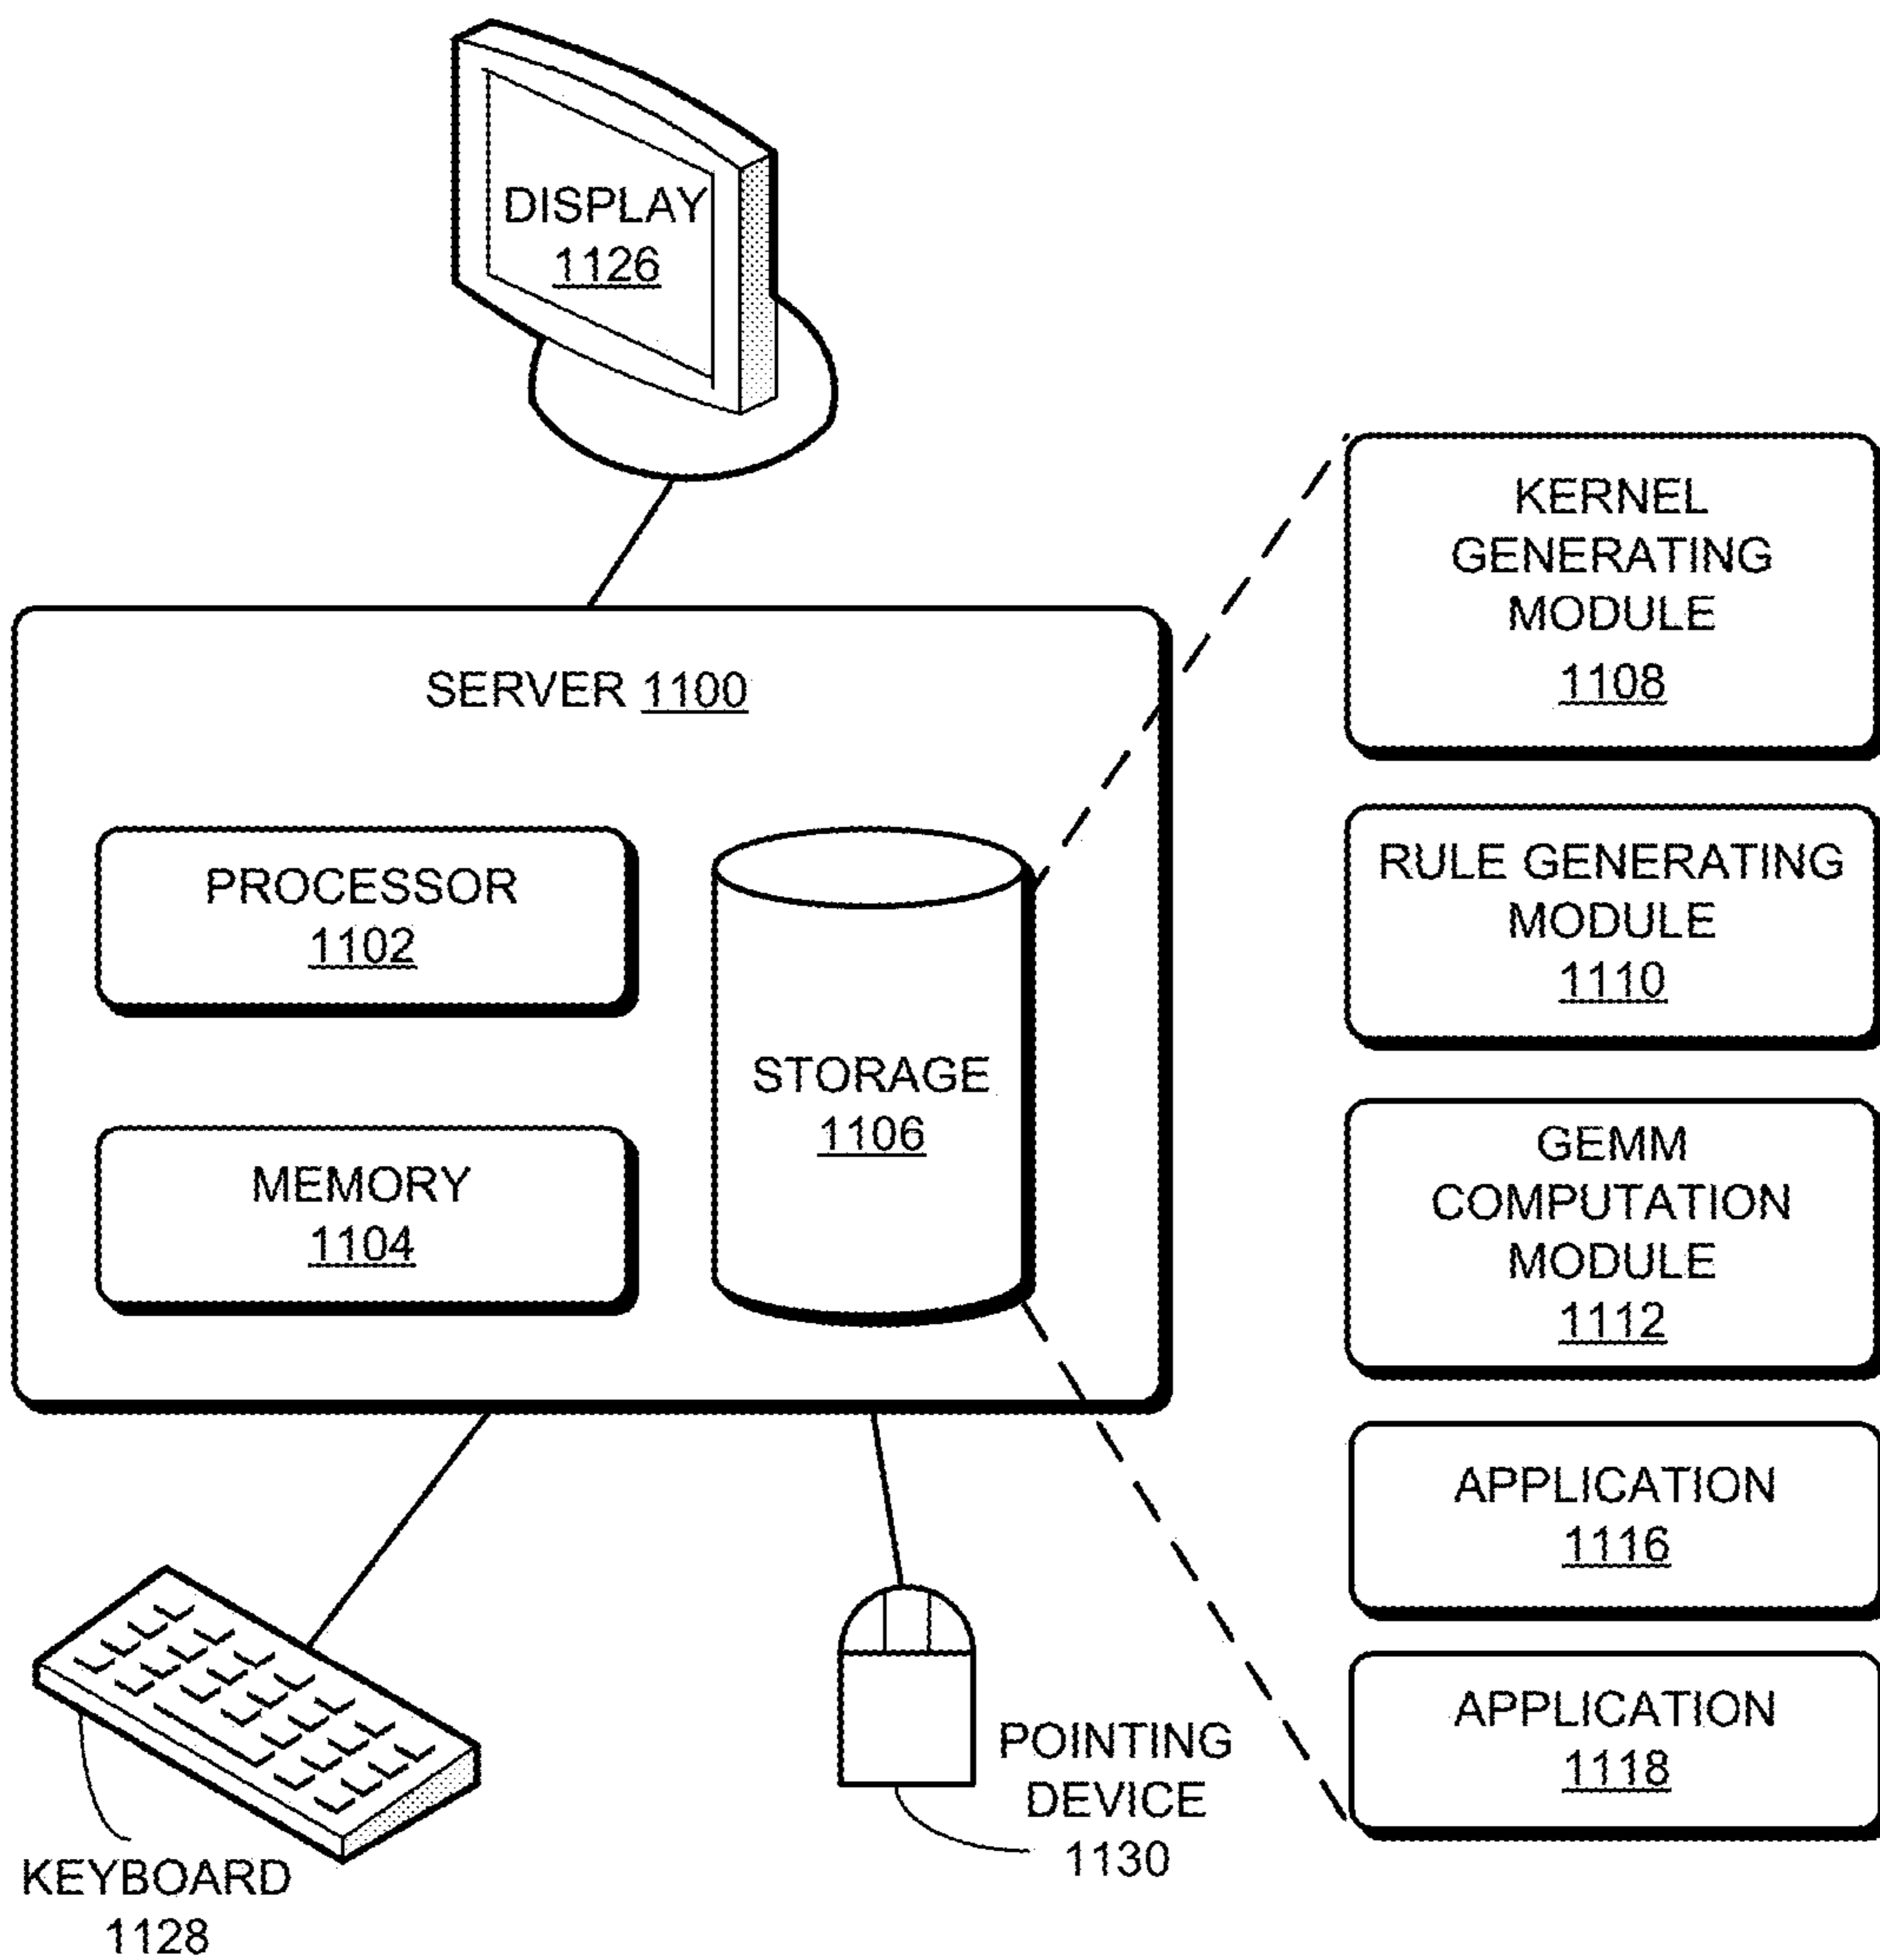 DISPLAY
1126
SERVER 1100
PROCESSOR
1102
MEMORY
1104
STORAGE
1106
KERNEL
GENERATING
MODULE
1108
RULE GENERATING
MODULE
1110
GEMM
COMPUTATION
MODULE
1112
APPLICATION
1116
APPLICATION
1118
KEYBOARD
1128
POINTING
DEVICE
1130